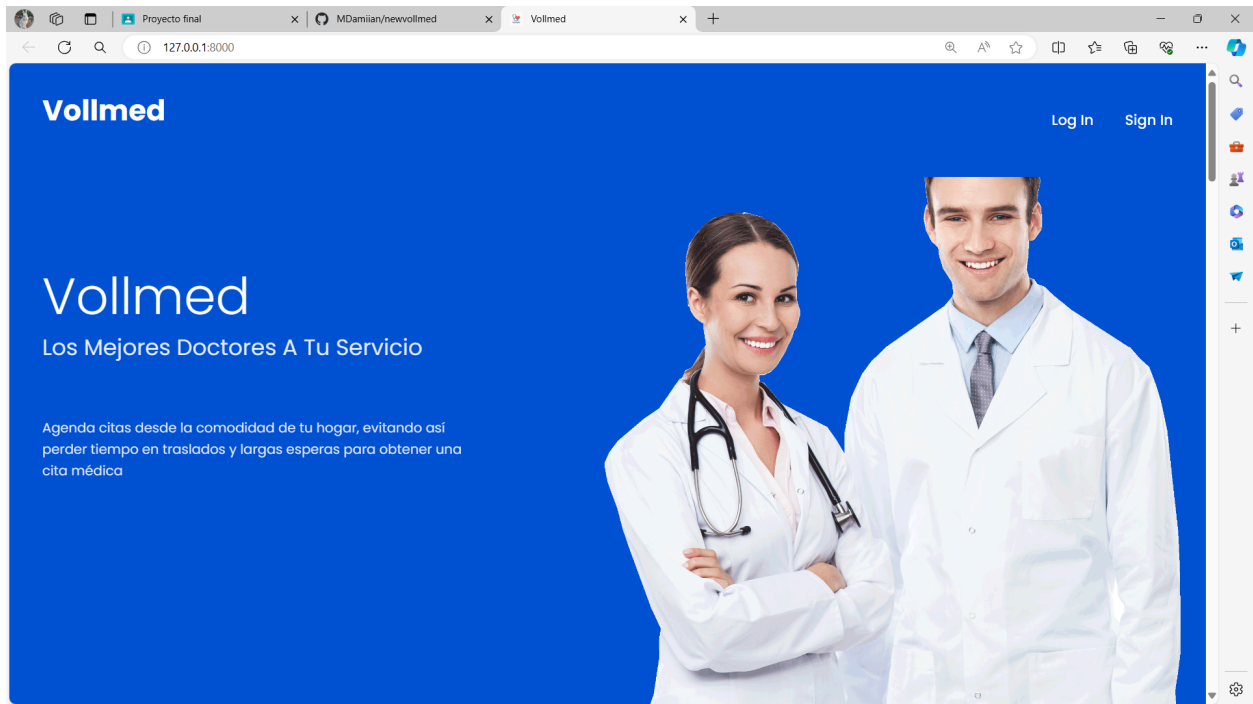 Proyecto final
MDamiian/newvollmed
Vollmed
127.0.0.1:8000
Vollmed
Log In
Sign In
Vollmed
Los Mejores Doctores A Tu Servicio
Agenda citas desde la comodidad de tu hogar, evitando así
perder tiempo en traslados y largas esperas para obtener una
cita médica